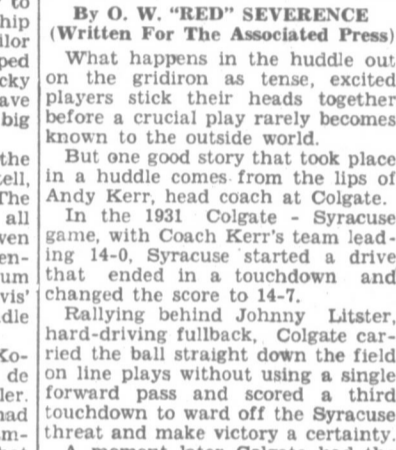 By O. W. "RED" SEVERENCE
(Written For The Associated Press)
What happens in the huddle out
on the gridiron as tense, excited
players stick their heads together
before a crucial play rarely becomes
known to the outside world.
But one good story that took place
in a huddle comes from the lips of
Andy Kerr, head coach at Colgate.
In the 1931 Colgate - Syracuse
game, with Coach Kerr's team lead-
ing 14-0, Syracuse started a drive
that ended in a touchdown and
changed the score to 14-7.
Rallying behind Johnny Litster,
hard-driving fullback, Colgate car-
ried the ball straight down the field
on line plays without using a single
forward pass and scored a third
touchdown to ward off the Syracuse
threat and make victory a certainty.